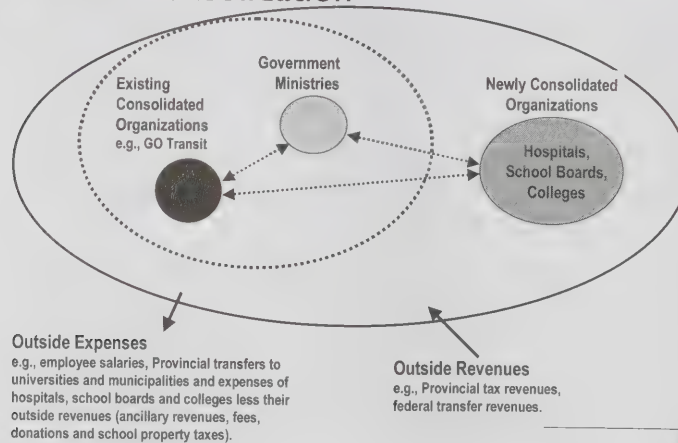 Government
Ministries
Existing
Consolidated
Organizations
e.g., GO Transit
Newly Consolidated
Organizations
Hospitals,
School Boards,
Colleges
Outside Expenses
e.g., employee salaries, Provincial transfers to
universities and municipalities and expenses of
hospitals, school boards and colleges less their
outside revenues (ancillary revenues, fees,
donations and school property taxes).
Outside Revenues
e.g., Provincial tax revenues,
federal transfer revenues.